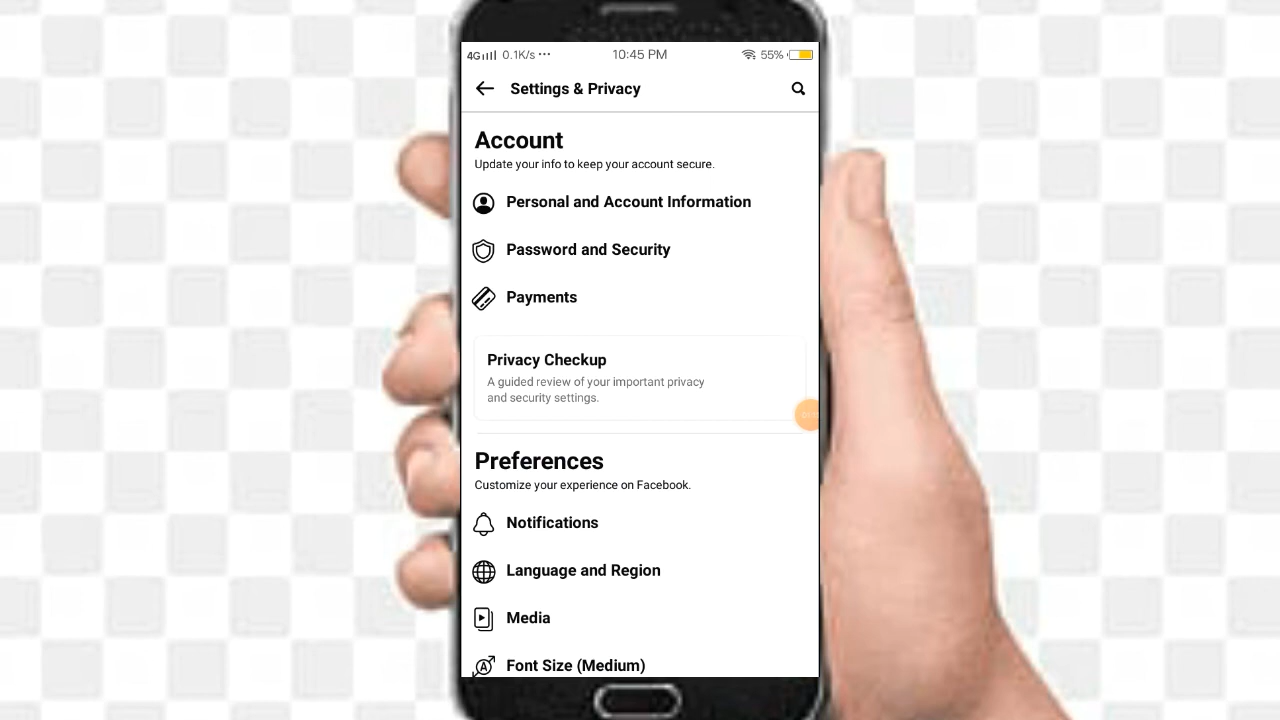 4G 0.1K/s ··· 10:45 PM 55%
Settings & Privacy
Account
Update your info to keep your account secure.
Personal and Account Information
Password and Security
Payments
Privacy Checkup
A guided review of your important privacy
and security settings.
Preferences
Customize your experience on Facebook.
Notifications
Language and Region
Media
Font Size (Medium)